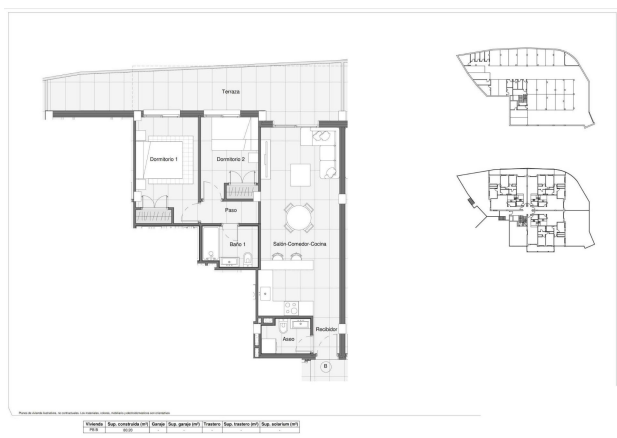 Terraza
Dormitorio 1
Dormitorio 2
Paso
Baño 1
Salón-Comedor-Cocina
Recibidor
Aseo
B
Vivienda Sup. construida (m²) Garaje Sup. garaje (m²) Trastero Sup. trastero (m²) Sup. solarium (m²)